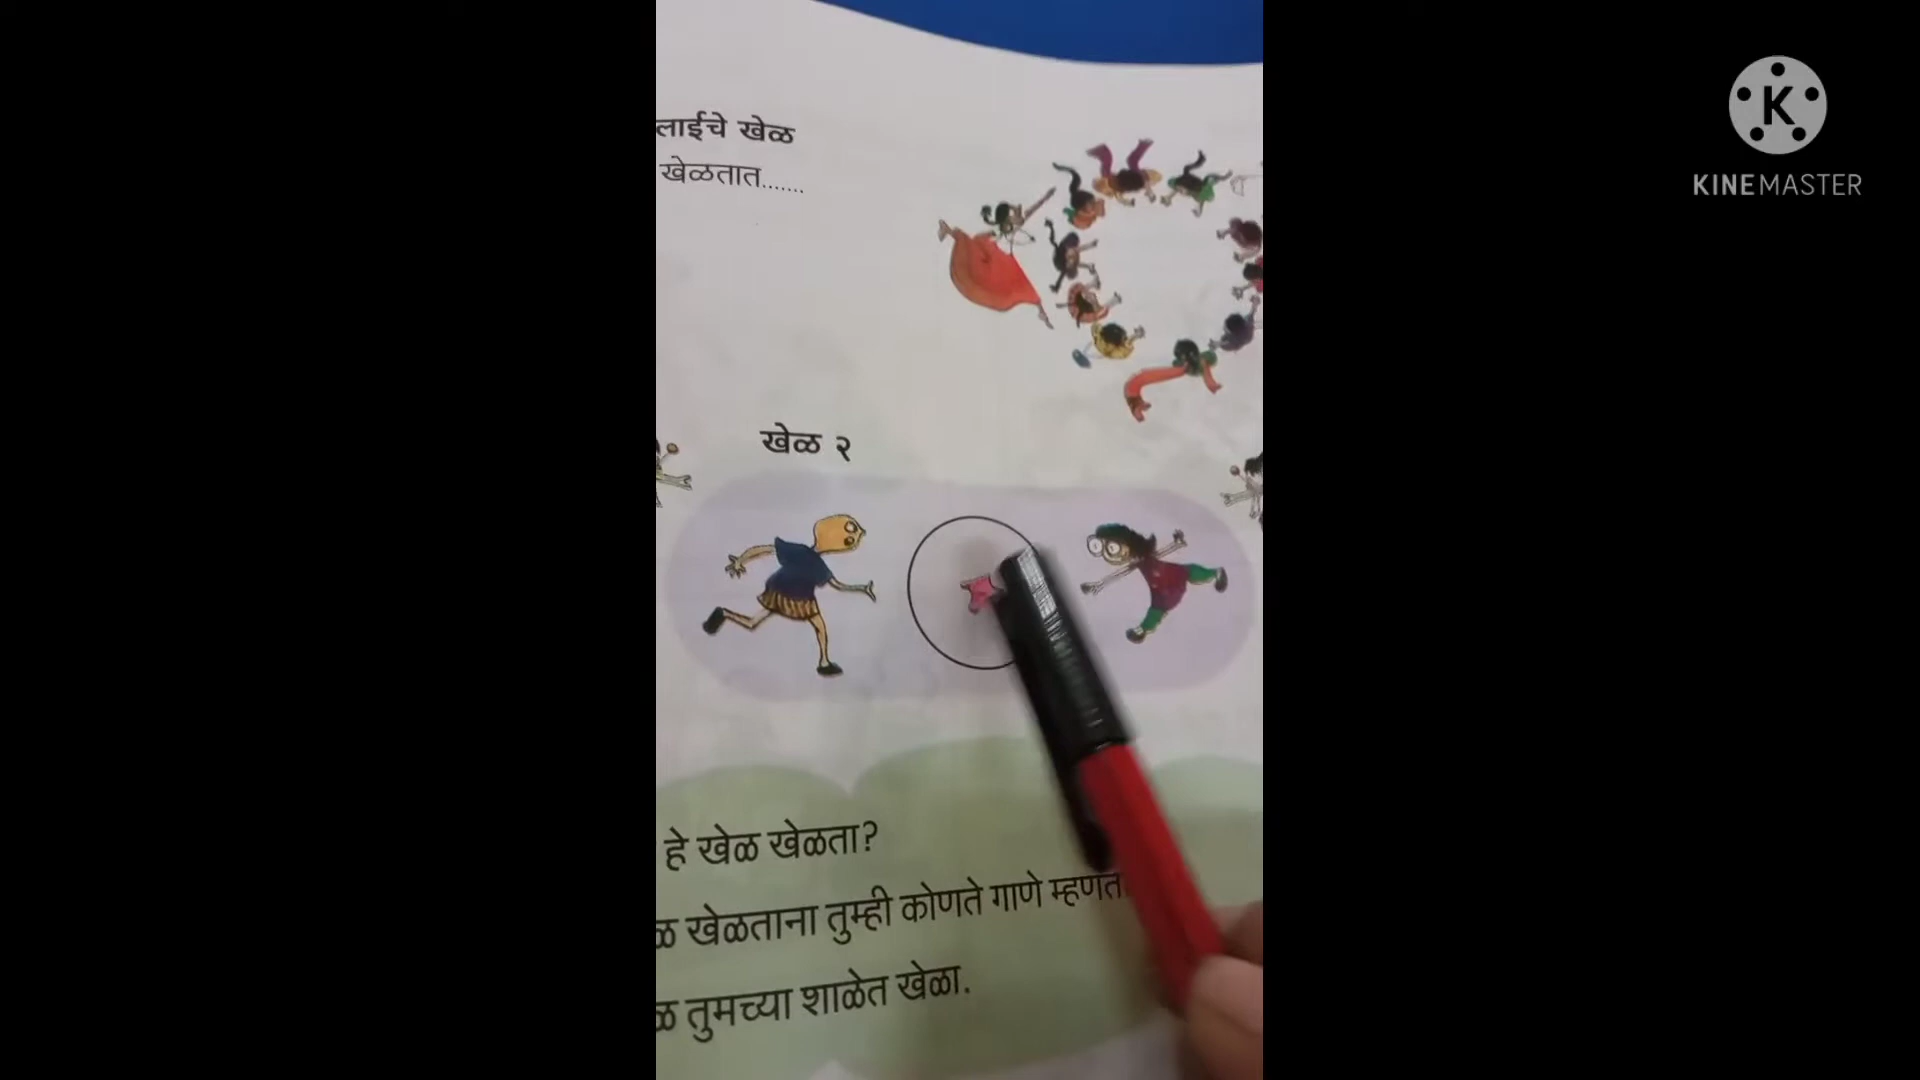 लाईचे खेळ
खेळतात.......
खेळ २
हे खेळ खेळता?
ळ खेळताना तुम्ही कोणते गाणे म्हणत
ळ तुमच्या शाळेत खेळा.
K
KINEMASTER